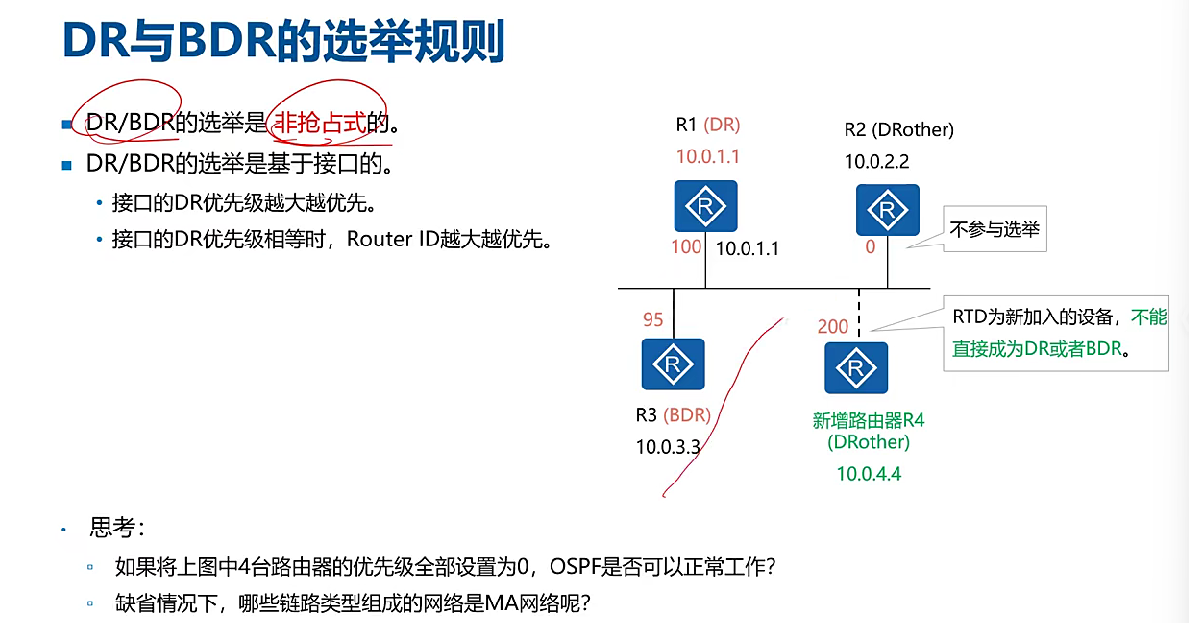 DR与BDR的选举规则
DR/BDR的选举是非抢占式的。
DR/BDR的选举是基于接口的。
接口的DR优先级越大越优先。
接口的DR优先级相等时，Router ID越大越优先。
R1 (DR)
10.0.1.1
R
100
10.0.1.1
R2 (DRother)
10.0.2.2
R
0
不参与选举
95
R
R3 (BDR)
10.0.3.3
200
R
新增路由器R4
(DRother)
10.0.4.4
RTD为新加入的设备，不能
直接成为DR或者BDR。
思考：
如果将上图中4台路由器的优先级全部设置为0，OSPF是否可以正常工作？
缺省情况下，哪些链路类型组成的网络是MA网络呢？